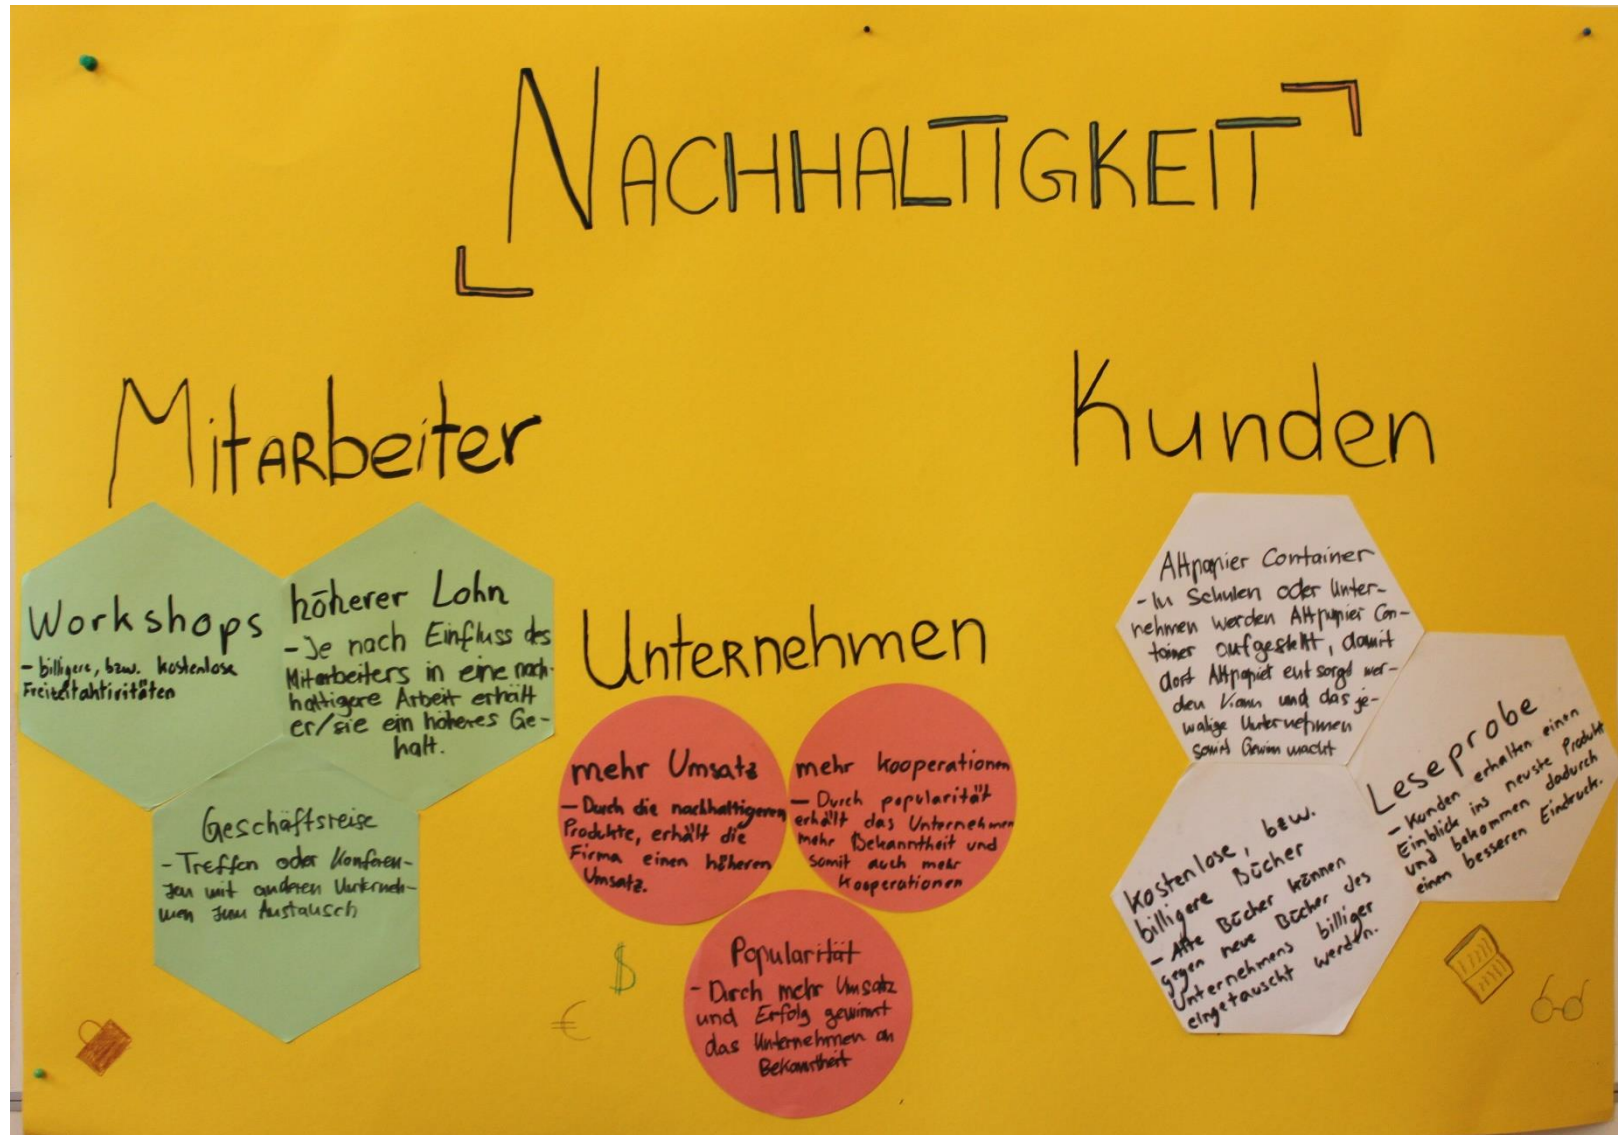 NACHHALTIGKEIT
Mitarbeiter
Workshops
- billigere, bzw. kostenlose
Freizeitaktivitäten
höherer Lohn
- Je nach Einfluss des
Mitarbeiters in eine nach-
haltigere Arbeit erhält
er/sie ein höheres Ge-
halt.
Geschäftsreise
- Treffen oder Konferen-
zen mit anderen Unterneh-
men zum Austausch
Unternehmen
mehr Umsatz
- Durch die nachhaltigeren
Produkte, erhält die
Firma einen höheren
Umsatz.
mehr Kooperationen
- Durch popularität
erhält das Unternehmen
mehr Bekanntheit und
somit auch mehr
Kooperationen
Popularität
- Durch mehr Umsatz
und Erfolg gewinnt
das Unternehmen an
Bekanntheit
$
€
Kunden
Altpapier Container
- In Schulen oder Unter-
nehmen werden Altpapier Con-
tainer aufgestellt, damit
dort Altpapier entsorgt wer-
den kann und das je-
walige Unternehmen
somit Gewinn macht
Leseprobe
- Kunden erhalten einen
Einblick ins neuste Produkt
und bekommen dadurch
einen besseren Eindruck.
kostenlose, bzw.
billigere Bücher
- Alte Bücher können
gegen neue Bücher des
Unternehmens billiger
eingetauscht werden.